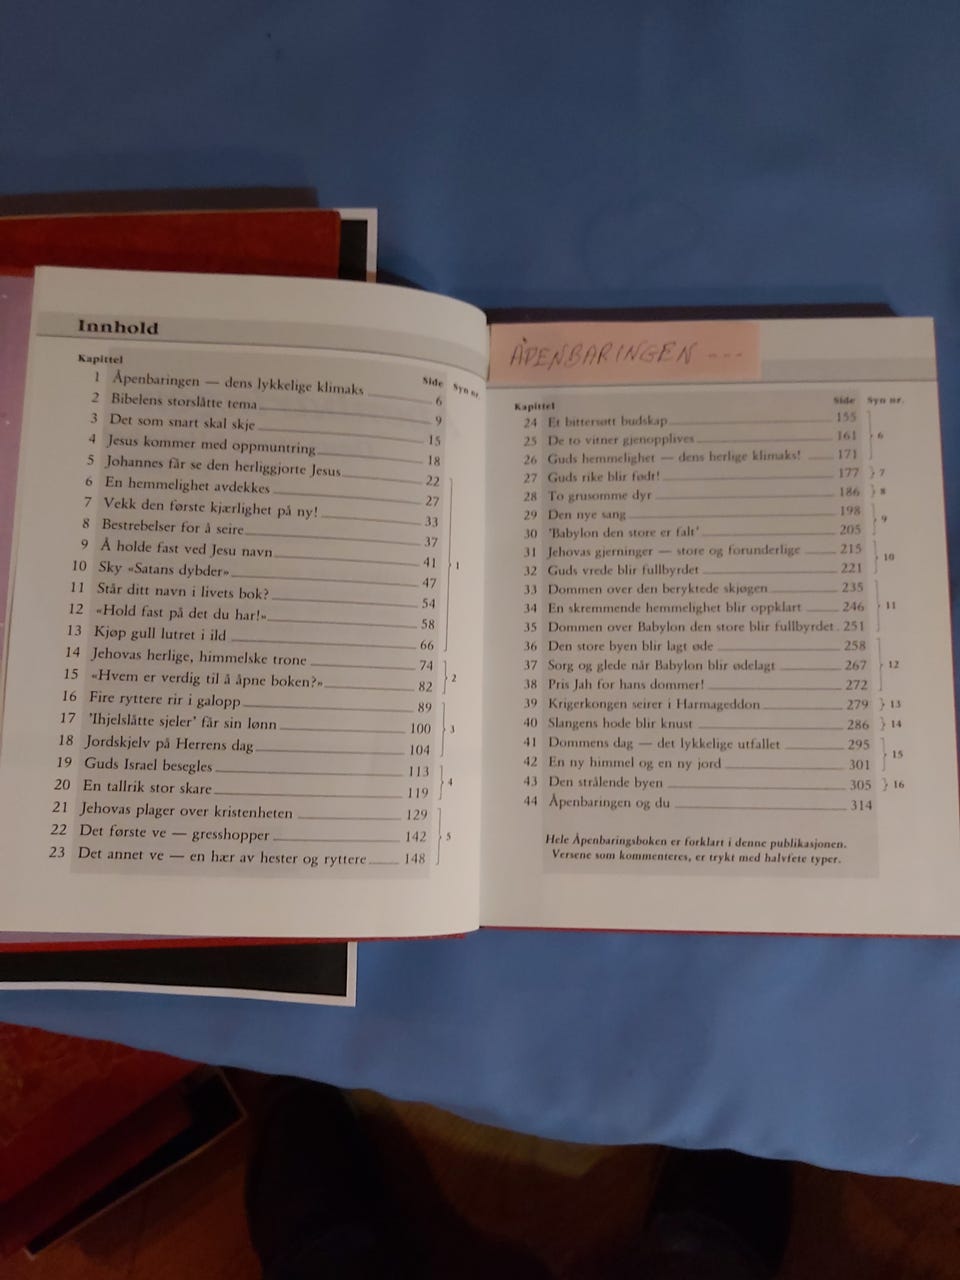 Innhold
Kapittel Side Syn nr.
1 Åpenbaringen — dens lykkelige klimaks 6
2 Bibelens storslåtte tema 9
3 Det som snart skal skje 15
4 Jesus kommer med oppmuntring 18
5 Johannes får se den herliggjorte Jesus 22
6 En hemmelighet avdekkes 27
7 Vekk den første kjærlighet på ny! 33
8 Bestrebelser for å seire 37
9 Å holde fast ved Jesu navn 41
10 Sky «Satans dybder» 47
11 Står ditt navn i livets bok? 54
12 «Hold fast på det du har!» 58
13 Kjøp gull lutret i ild 66
1
14 Jehovas herlige, himmelske trone 74
15 «Hvem er verdig til å åpne boken?» 82
2
16 Fire ryttere rir i galopp 89
17 'Ihjelslåtte sjeler' får sin lønn 100
18 Jordskjelv på Herrens dag 104
3
19 Guds Israel besegles 113
20 En tallrik stor skare 119
4
21 Jehovas plager over kristenheten 129
22 Det første ve — gresshopper 142
23 Det annet ve — en hær av hester og ryttere 148
5
ÅPENBARINGEN ---
Kapittel Side Syn nr.
24 Et bittersøtt budskap 155
25 De to vitner gjenopplives 161
26 Guds hemmelighet — dens herlige klimaks! 171
6
27 Guds rike blir født! 177 7
28 To grusomme dyr 186 8
29 Den nye sang 198
30 'Babylon den store er falt' 205
9
31 Jehovas gjerninger — store og forunderlige 215
32 Guds vrede blir fullbyrdet 221
10
33 Dommen over den beryktede skjøgen 235
34 En skremmende hemmelighet blir oppklart 246
35 Dommen over Babylon den store blir fullbyrdet 251
11
36 Den store byen blir lagt øde 258
37 Sorg og glede når Babylon blir ødelagt 267
38 Pris Jah for hans dommer! 272
12
39 Krigerkongen seirer i Harmageddon 279 13
40 Slangens hode blir knust 286 14
41 Dommens dag — det lykkelige utfallet 295
42 En ny himmel og en ny jord 301
15
43 Den strålende byen 305 16
44 Åpenbaringen og du 314
Hele Åpenbaringsboken er forklart i denne publikasjonen.
Versene som kommenteres, er trykt med halvfete typer.